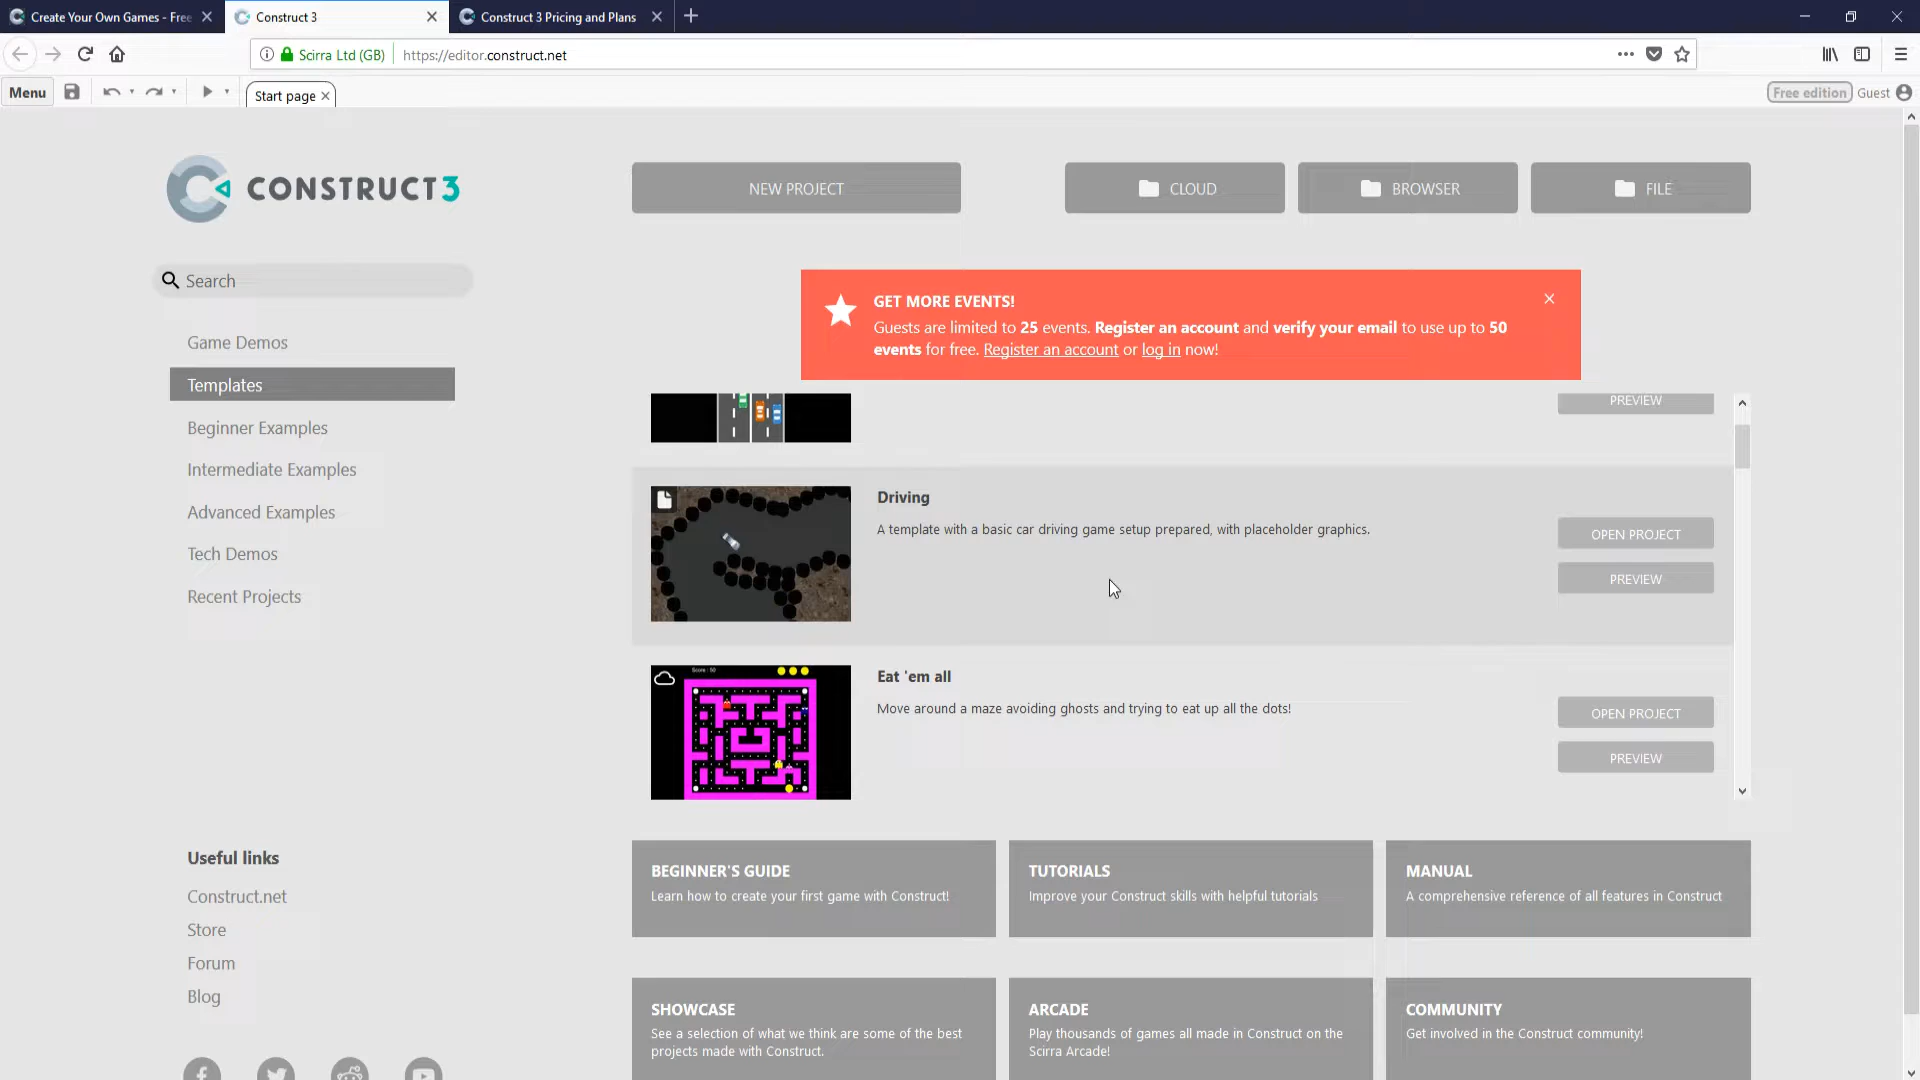 Create Your Own Games - Free
Construct 3
Construct 3 Pricing and Plans
Scirra Ltd (GB)
https://editor.construct.net
Menu
Start page
Free edition
Guest
CONSTRUCT 3
NEW PROJECT
CLOUD
BROWSER
FILE
Search
GET MORE EVENTS!
Guests are limited to 25 events. Register an account and verify your email to use up to 50
events for free. Register an account or log in now!
Game Demos
Templates
Beginner Examples
Intermediate Examples
Advanced Examples
Tech Demos
Recent Projects
PREVIEW
Driving
A template with a basic car driving game setup prepared, with placeholder graphics.
OPEN PROJECT
PREVIEW
Score : 50
Eat 'em all
Move around a maze avoiding ghosts and trying to eat up all the dots!
OPEN PROJECT
PREVIEW
Useful links
Construct.net
Store
Forum
Blog
BEGINNER'S GUIDE
Learn how to create your first game with Construct!
TUTORIALS
Improve your Construct skills with helpful tutorials
MANUAL
A comprehensive reference of all features in Construct
SHOWCASE
See a selection of what we think are some of the best
projects made with Construct.
ARCADE
Play thousands of games all made in Construct on the
Scirra Arcade!
COMMUNITY
Get involved in the Construct community!